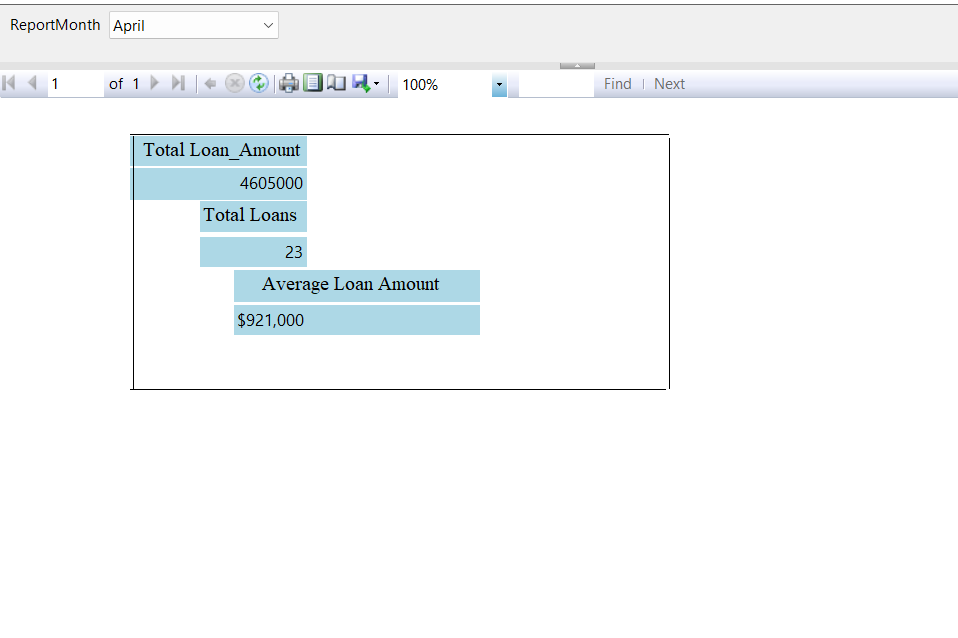 ReportMonth April
1 of 1 100% Find Next
Total Loan_Amount
4605000
Total Loans
23
Average Loan Amount
$921,000